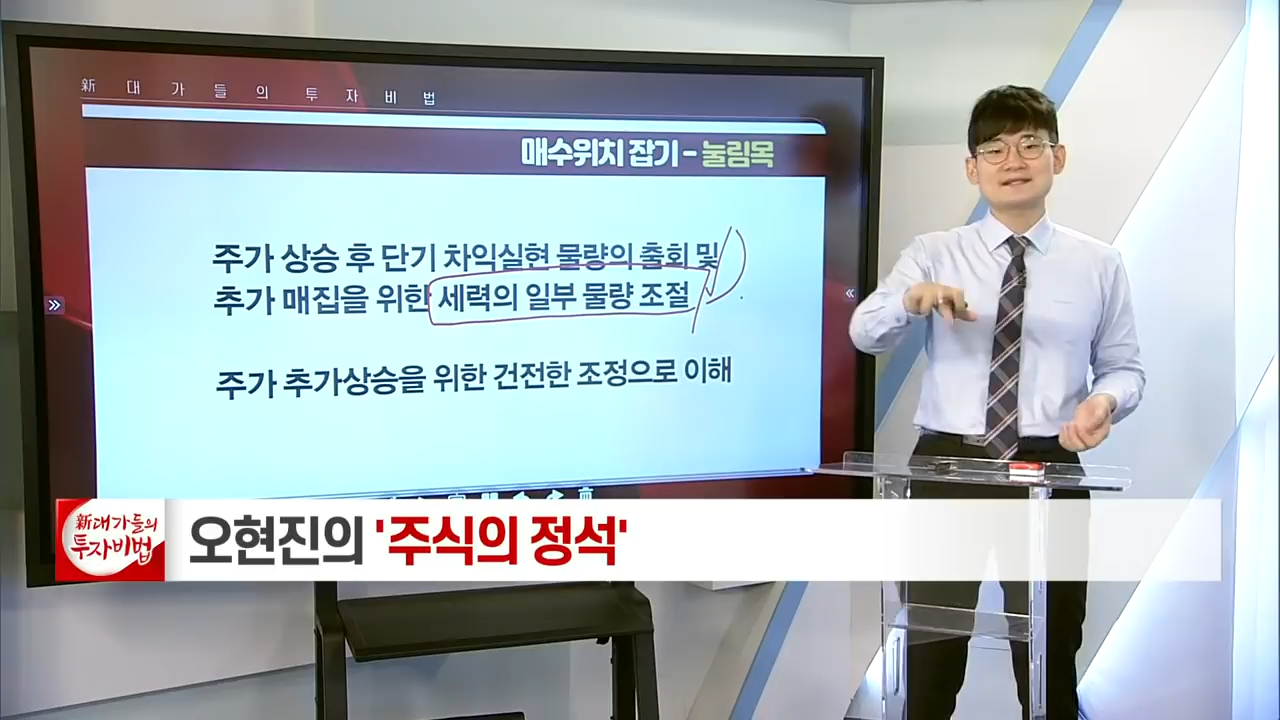 新 대 가 들 의 투 자 비 법
매수위치 잡기 - 눌림목
주가 상승 후 단기 차익실현 물량의 출회 및
추가 매집을 위한 세력의 일부 물량 조절
주가 추가상승을 위한 건전한 조정으로 이해
新대가들의
투자비법
오현진의 '주식의 정석'